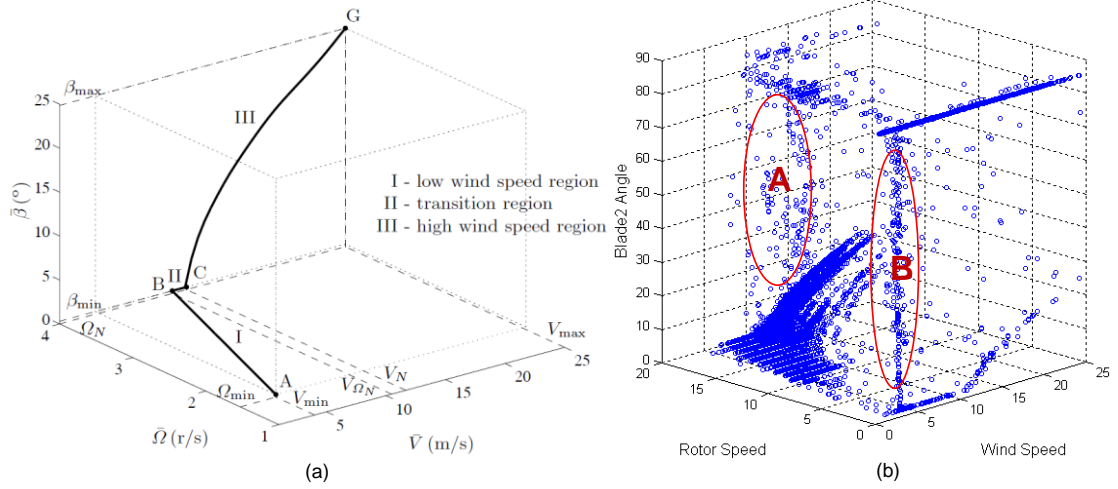 G
β_max
25
20
15
10
5
0
β̄ (°)
III
I - low wind speed region
II - transition region
III - high wind speed region
β_min
B
II
C
I
A
4
Ω_N
3
2
Ω_min
1
Ω̄ (r/s)
V_min
V_Ω_N
V_N
V_max
5
10
15
20
25
V̄ (m/s)
(a)
90
80
70
60
50
40
30
20
10
0
Blade2 Angle
A
B
20
15
10
5
0
Rotor Speed
0
5
10
15
20
25
Wind Speed
(b)